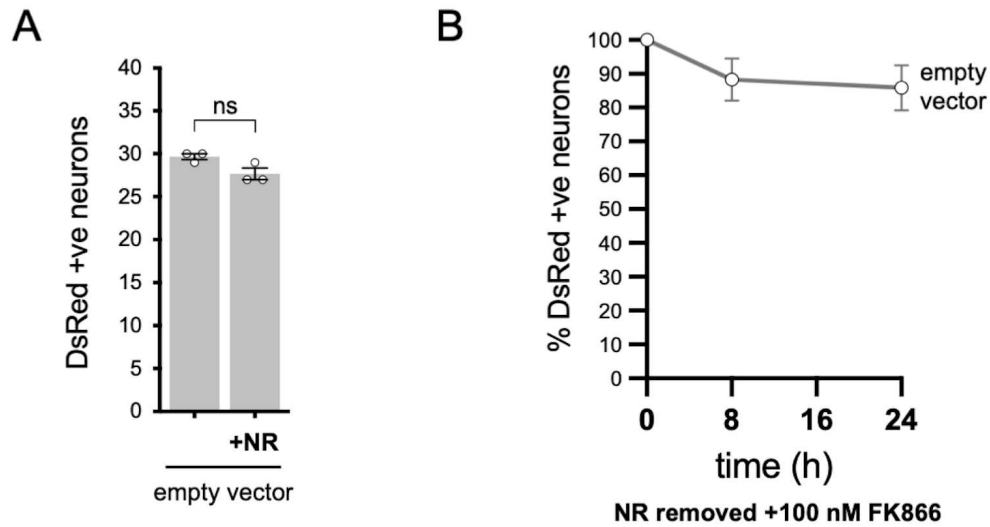 A
DsRed +ve neurons
40
35
30
25
20
15
10
5
0
ns
+NR
empty vector
B
% DsRed +ve neurons
100
90
80
70
60
50
40
30
20
10
0
empty
vector
0 8 16 24
time (h)
NR removed +100 nM FK866